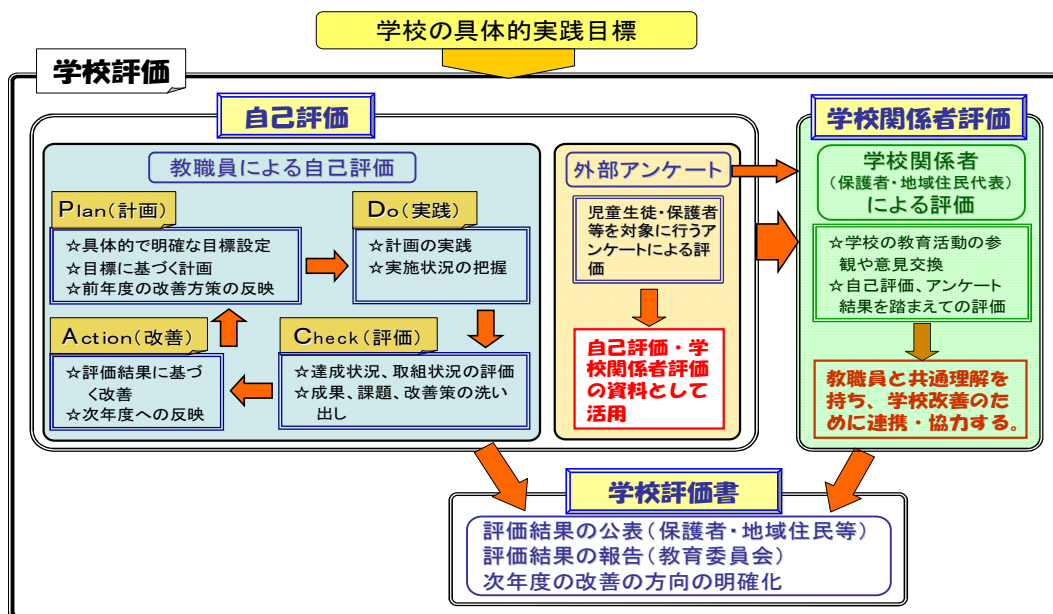 学校の具体的実践目標
学校評価
自己評価
教職員による自己評価
Plan(計画)
☆具体的で明確な目標設定
☆目標に基づく計画
☆前年度の改善方策の反映
Do(実践)
☆計画の実践
☆実施状況の把握
Action(改善)
☆評価結果に基づ
く改善
☆次年度への反映
Check(評価)
☆達成状況、取組状況の評価
☆成果、課題、改善策の洗い
出し
外部アンケート
児童生徒・保護者
等を対象に行うア
ンケートによる評
価
自己評価・学
校関係者評価
の資料として
活用
学校関係者評価
学校関係者
(保護者・地域住民代表)
による評価
☆学校の教育活動の参
観や意見交換
☆自己評価、アンケート
結果を踏まえての評価
教職員と共通理解を
持ち、学校改善のた
めに連携・協力する。
学校評価書
評価結果の公表(保護者・地域住民等)
評価結果の報告(教育委員会)
次年度の改善の方向の明確化